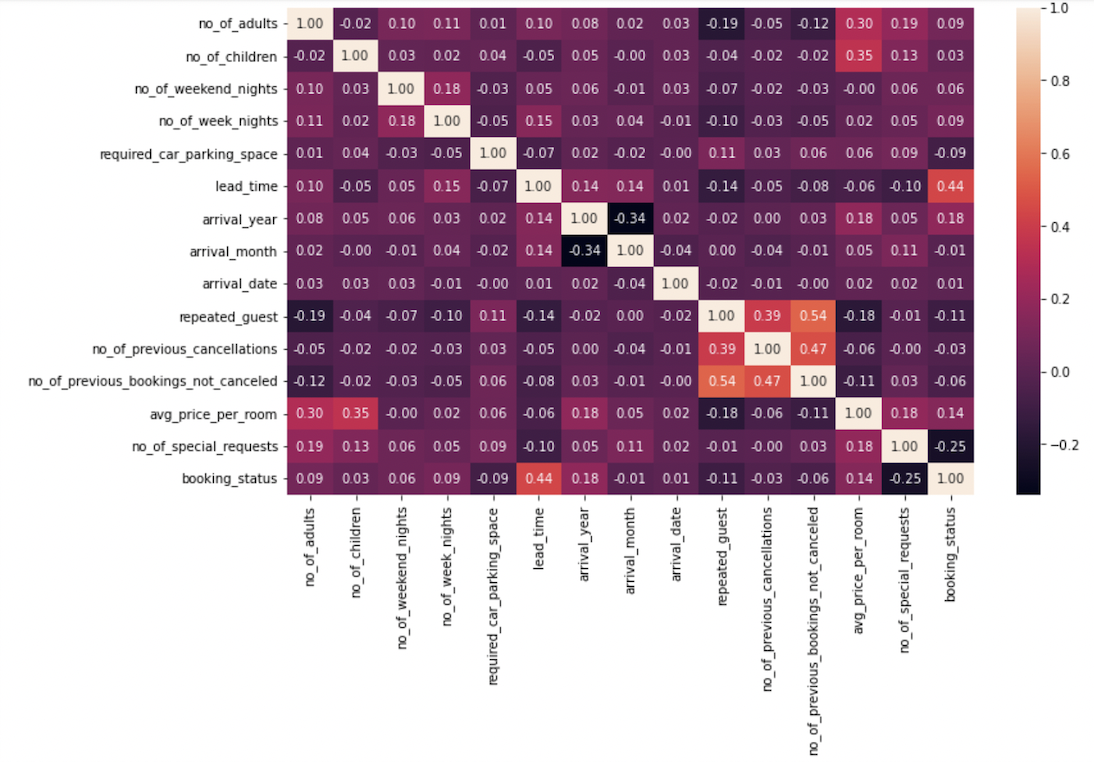 no_of_adults 1.00 -0.02 0.10 0.11 0.01 0.10 0.08 0.02 0.03 -0.19 -0.05 -0.12 0.30 0.19 0.09
no_of_children -0.02 1.00 0.03 0.02 0.04 -0.05 0.05 -0.00 0.03 -0.04 -0.02 -0.02 0.35 0.13 0.03
no_of_weekend_nights 0.10 0.03 1.00 0.18 -0.03 0.05 0.06 -0.01 0.03 -0.07 -0.02 -0.03 -0.00 0.06 0.06
no_of_week_nights 0.11 0.02 0.18 1.00 -0.05 0.15 0.03 0.04 -0.01 -0.10 -0.03 -0.05 0.02 0.05 0.09
required_car_parking_space 0.01 0.04 -0.03 -0.05 1.00 -0.07 0.02 -0.02 -0.00 0.11 0.03 0.06 0.06 0.09 -0.09
lead_time 0.10 -0.05 0.05 0.15 -0.07 1.00 0.14 0.14 0.01 -0.14 -0.05 -0.08 -0.06 -0.10 0.44
arrival_year 0.08 0.05 0.06 0.03 0.02 0.14 1.00 -0.34 0.02 -0.02 0.00 0.03 0.18 0.05 0.18
arrival_month 0.02 -0.00 -0.01 0.04 -0.02 0.14 -0.34 1.00 -0.04 0.00 -0.04 -0.01 0.05 0.11 -0.01
arrival_date 0.03 0.03 0.03 -0.01 -0.00 0.01 0.02 -0.04 1.00 -0.02 -0.01 -0.00 0.02 0.02 0.01
repeated_guest -0.19 -0.04 -0.07 -0.10 0.11 -0.14 -0.02 0.00 -0.02 1.00 0.39 0.54 -0.18 -0.01 -0.11
no_of_previous_cancellations -0.05 -0.02 -0.02 -0.03 0.03 -0.05 0.00 -0.04 -0.01 0.39 1.00 0.47 -0.06 -0.00 -0.03
no_of_previous_bookings_not_canceled -0.12 -0.02 -0.03 -0.05 0.06 -0.08 0.03 -0.01 -0.00 0.54 0.47 1.00 -0.11 0.03 -0.06
avg_price_per_room 0.30 0.35 -0.00 0.02 0.06 -0.06 0.18 0.05 0.02 -0.18 -0.06 -0.11 1.00 0.18 0.14
no_of_special_requests 0.19 0.13 0.06 0.05 0.09 -0.10 0.05 0.11 0.02 -0.01 -0.00 0.03 0.18 1.00 -0.25
booking_status 0.09 0.03 0.06 0.09 -0.09 0.44 0.18 -0.01 0.01 -0.11 -0.03 -0.06 0.14 -0.25 1.00
no_of_adults
no_of_children
no_of_weekend_nights
no_of_week_nights
required_car_parking_space
lead_time
arrival_year
arrival_month
arrival_date
repeated_guest
no_of_previous_cancellations
no_of_previous_bookings_not_canceled
avg_price_per_room
no_of_special_requests
booking_status
1.0
0.8
0.6
0.4
0.2
0.0
−0.2